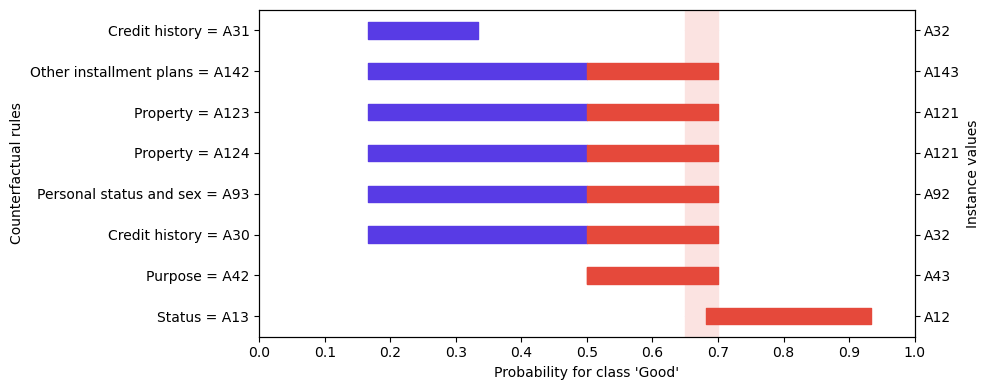 Counterfactual rules
Credit history = A31
Other installment plans = A142
Property = A123
Property = A124
Personal status and sex = A93
Credit history = A30
Purpose = A42
Status = A13
A32
A143
A121
A121
A92
A32
A43
A12
Instance values
0.0 0.1 0.2 0.3 0.4 0.5 0.6 0.7 0.8 0.9 1.0
Probability for class 'Good'